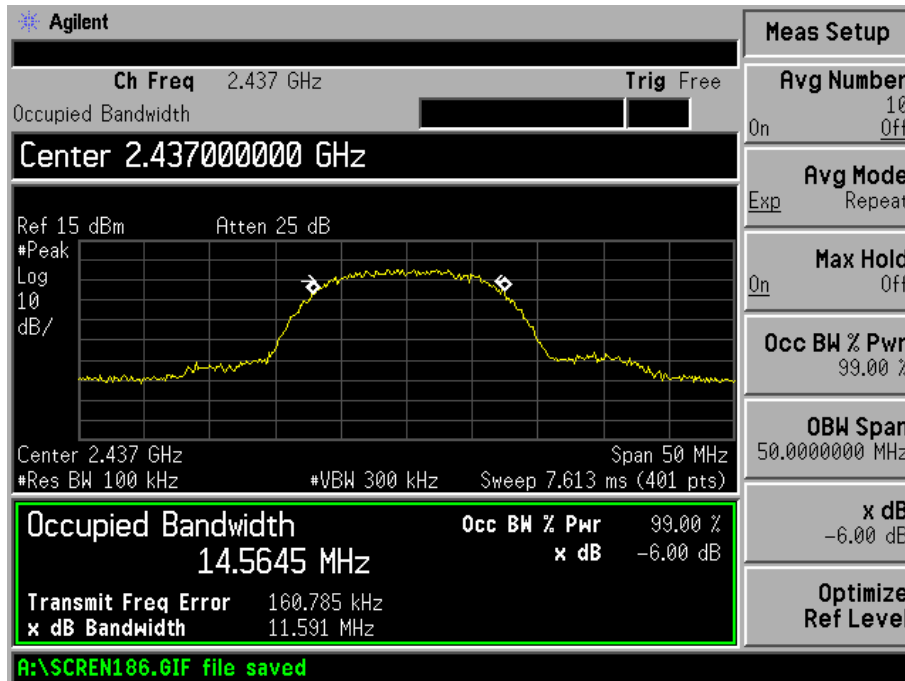 Agilent
Ch Freq 2.437 GHz Trig Free
Occupied Bandwidth
Center 2.437000000 GHz
Ref 15 dBm Atten 25 dB
#Peak
Log
10
dB/
Center 2.437 GHz Span 50 MHz
#Res BW 100 kHz #VBW 300 kHz Sweep 7.613 ms (401 pts)
Occupied Bandwidth Occ BW % Pwr 99.00 %
14.5645 MHz x dB -6.00 dB
Transmit Freq Error 160.785 kHz
x dB Bandwidth 11.591 MHz
A:\SCREN186.GIF file saved
Meas Setup
Avg Number
10
On Off
Avg Mode
Exp Repeat
Max Hold
On Off
Occ BW % Pwr
99.00 %
OBW Span
50.0000000 MHz
x dB
-6.00 dB
Optimize
Ref Level